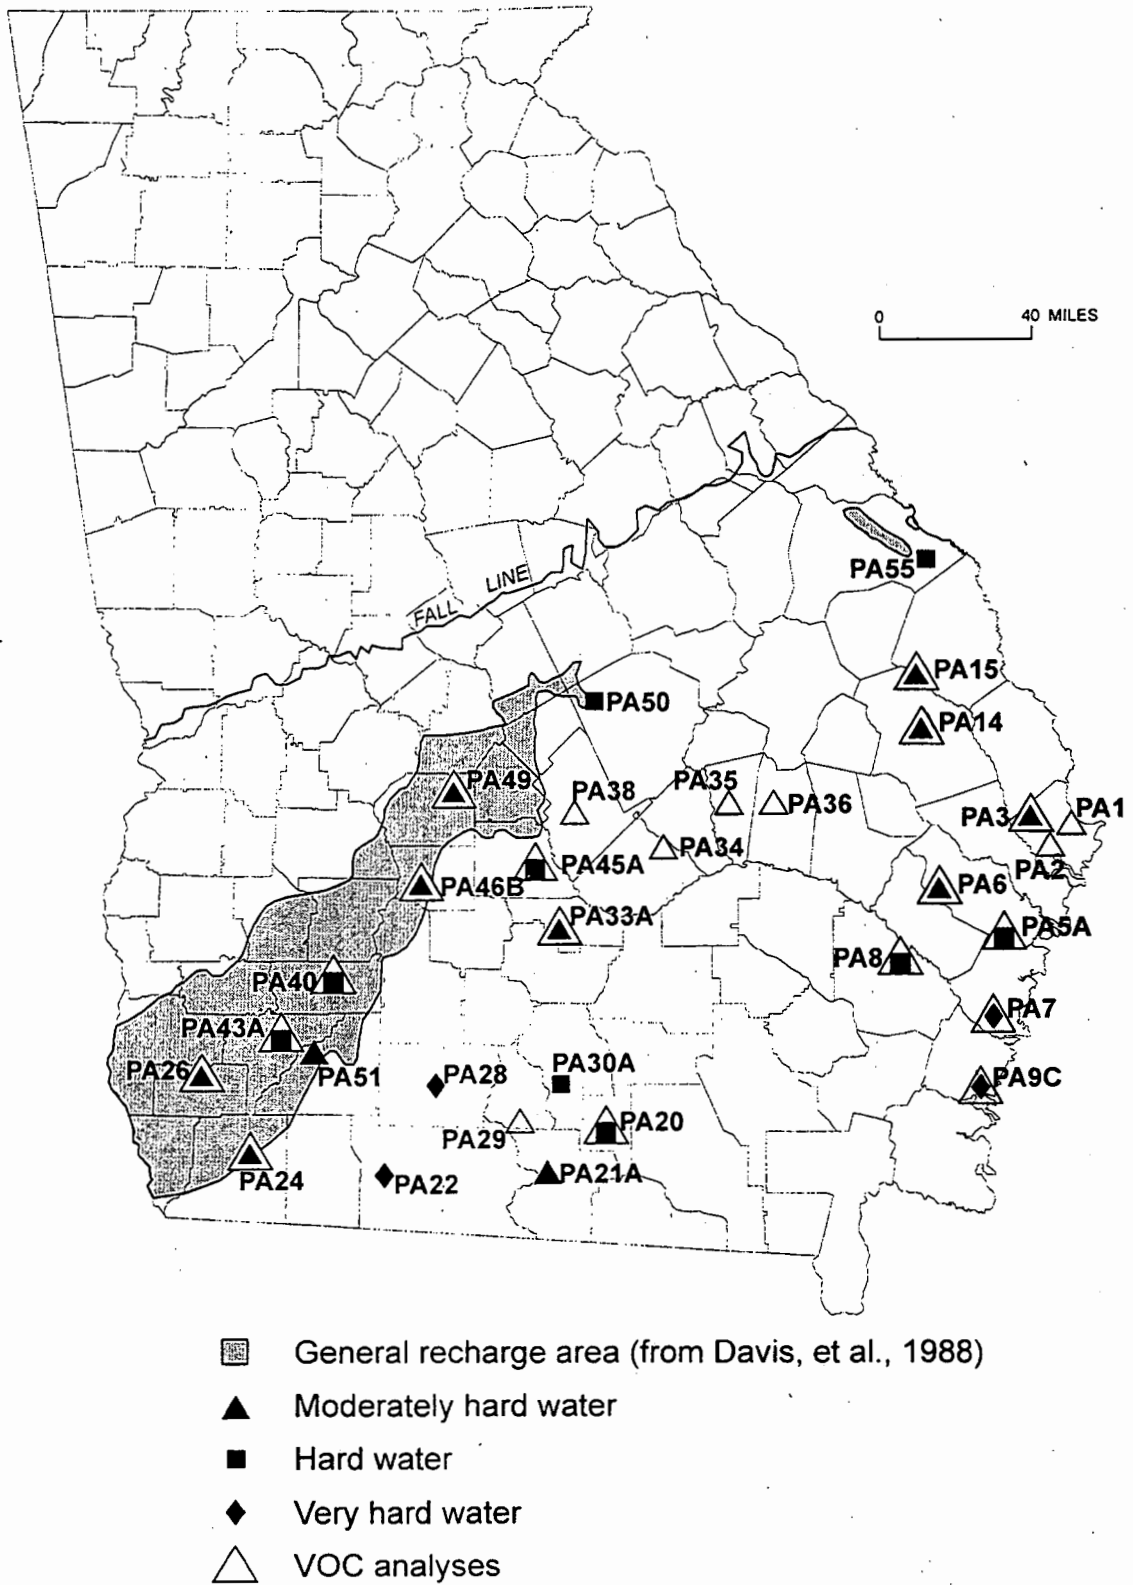 0 40 MILES
FALL LINE
PA55
PA15
PA50
PA14
PA49
PA38
PA35
PA36
PA3
PA1
PA34
PA2
PA45A
PA46B
PA6
PA33A
PA5A
PA8
PA40
PA7
PA43A
PA26
PA51
PA28
PA30A
PA9C
PA29
PA20
PA24
PA22
PA21A
General recharge area (from Davis, et al., 1988)
Moderately hard water
Hard water
Very hard water
VOC analyses